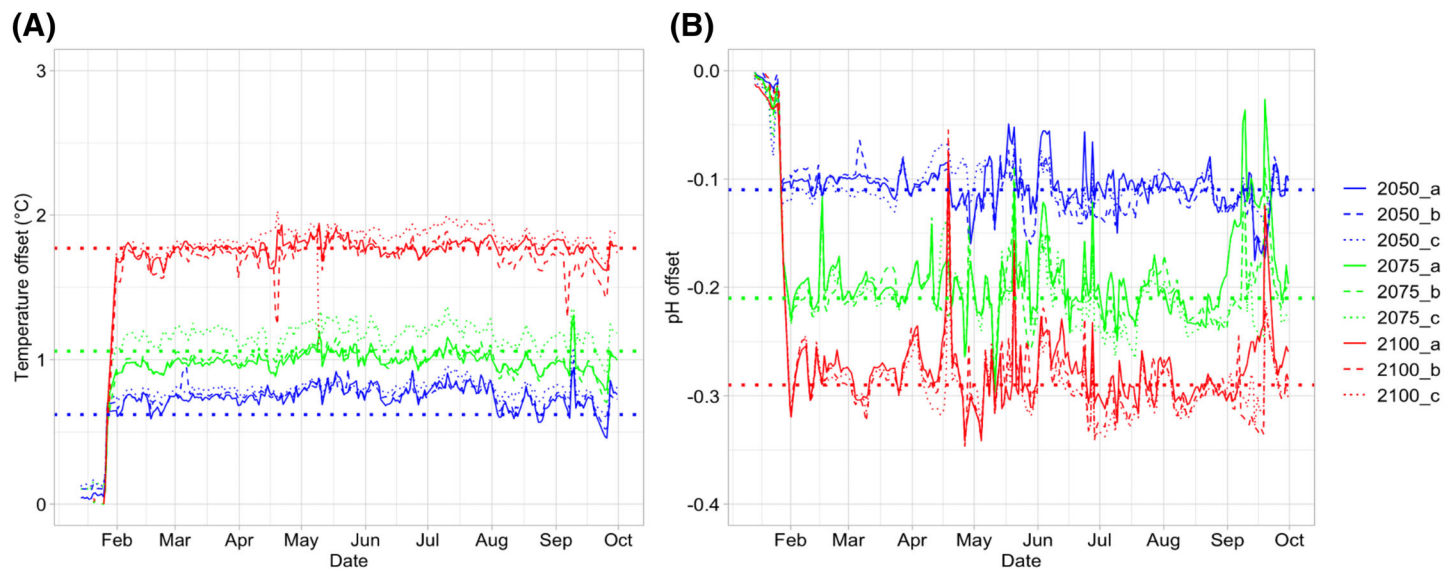 (A)
3
2
1
0
Temperature offset (°C)
Feb Mar Apr May Jun Jul Aug Sep Oct
Date
(B)
0.0
-0.1
-0.2
-0.3
-0.4
pH offset
Feb Mar Apr May Jun Jul Aug Sep Oct
Date
2050_a
2050_b
2050_c
2075_a
2075_b
2075_c
2100_a
2100_b
2100_c